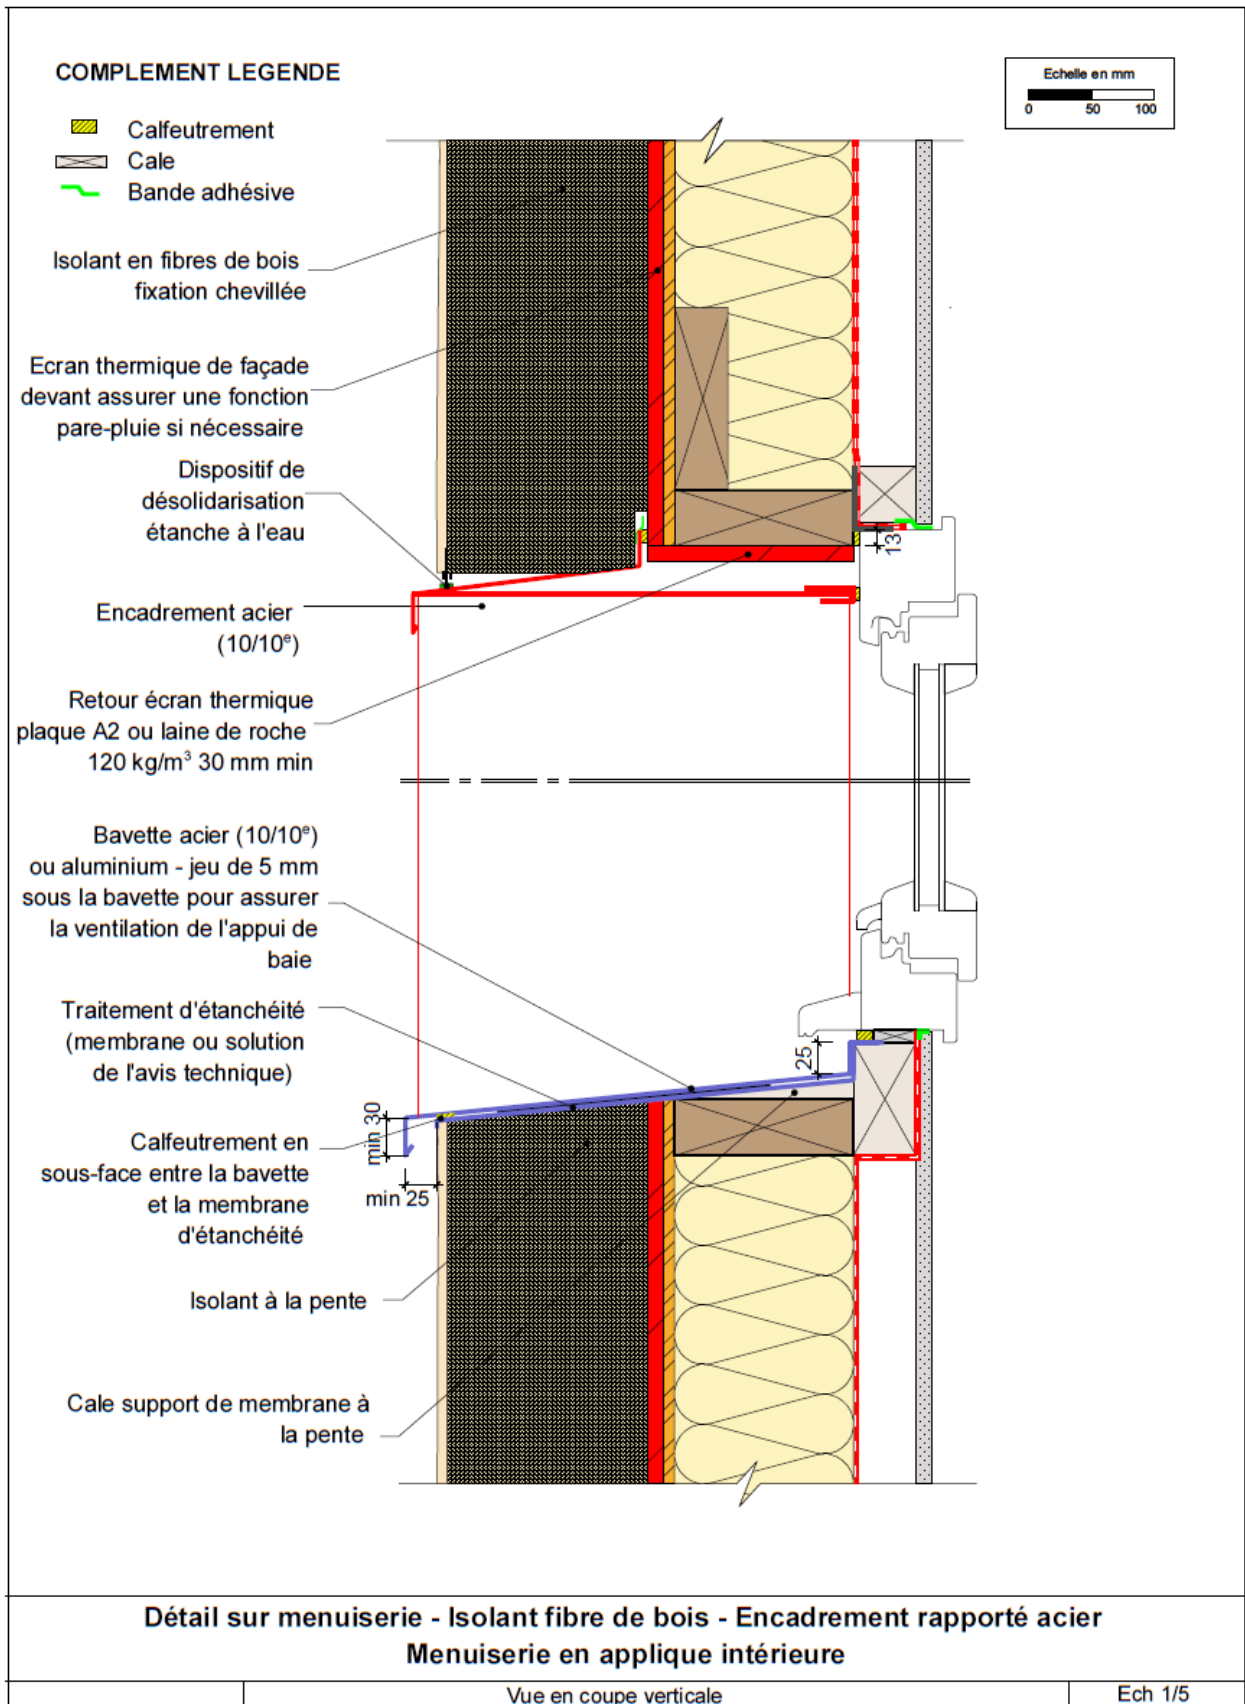 COMPLEMENT LEGENDE
Echelle en mm
0 50 100
Calfeutrement
Cale
Bande adhésive
Isolant en fibres de bois
fixation chevillée
Ecran thermique de façade
devant assurer une fonction
pare-pluie si nécessaire
Dispositif de
désolidarisation
étanche à l'eau
13
Encadrement acier
(10/10ᵉ)
Retour écran thermique
plaque A2 ou laine de roche
120 kg/m³ 30 mm min
Bavette acier (10/10ᵉ)
ou aluminium - jeu de 5 mm
sous la bavette pour assurer
la ventilation de l'appui de
baie
Traitement d'étanchéité
(membrane ou solution
de l'avis technique)
25
min 30
min 25
Calfeutrement en
sous-face entre la bavette
et la membrane
d'étanchéité
Isolant à la pente
Cale support de membrane à
la pente
Détail sur menuiserie - Isolant fibre de bois - Encadrement rapporté acier
Menuiserie en applique intérieure
Vue en coupe verticale
Ech 1/5